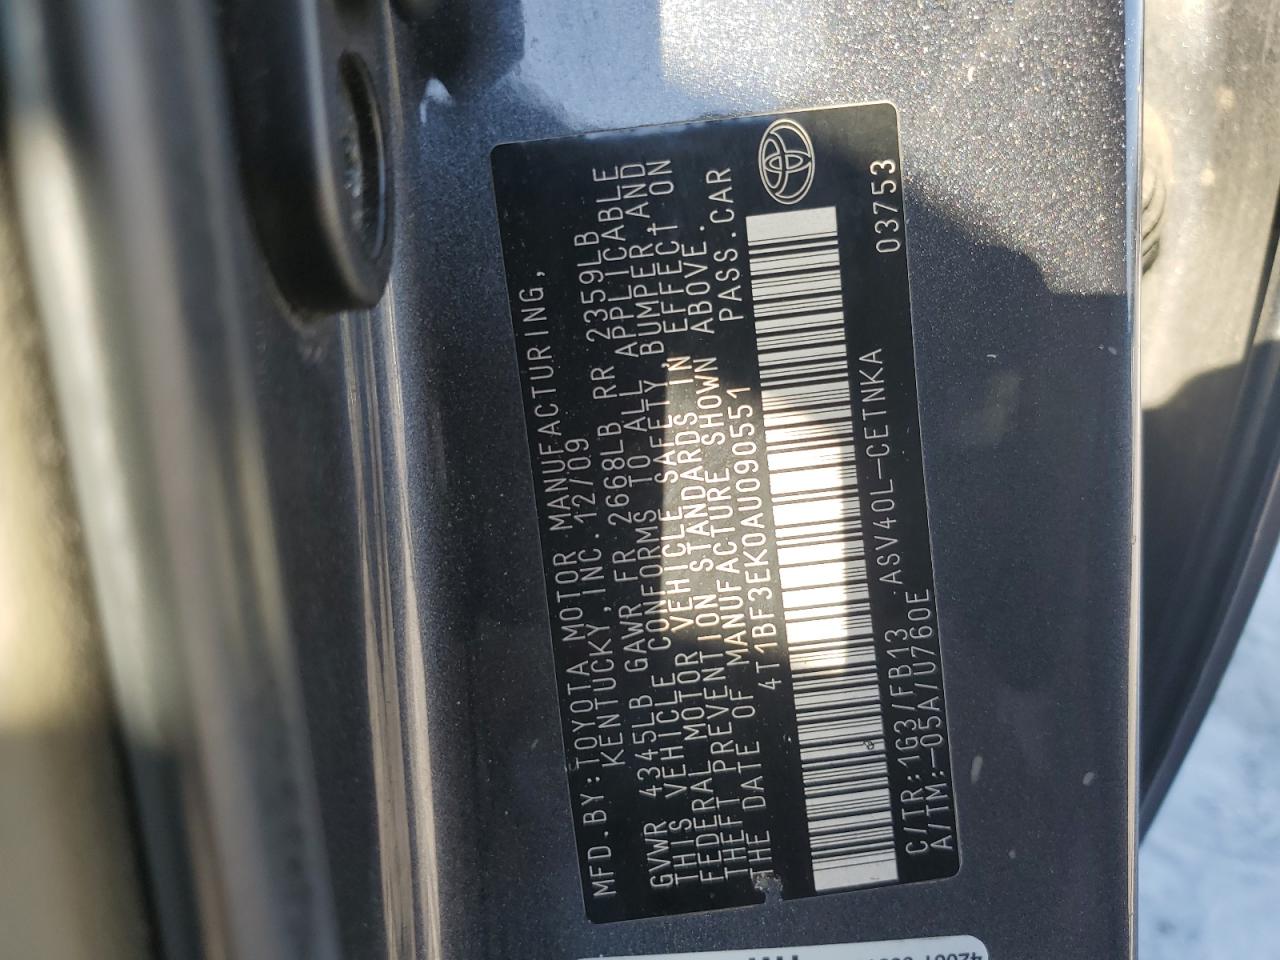 MFD.BY:TOYOTA MOTOR MANUFACTURING,
KENTUCKY,INC. 12/09
GVWR 4345LB GAWR FR 2668LB RR 2359LB
THIS VEHICLE CONFORMS TO ALL APPLICABLE
FEDERAL MOTOR VEHICLE SAFETY, BUMPER, AND
THEFT PREVENTION STANDARDS IN EFFECT ON
THE DATE OF MANUFACTURE SHOWN ABOVE.
4T1BF3EK0AU090551 PASS.CAR
C/TR:1G3/FB13 ASV40L-CETNKA
A/TM:-05A/U760E
03753